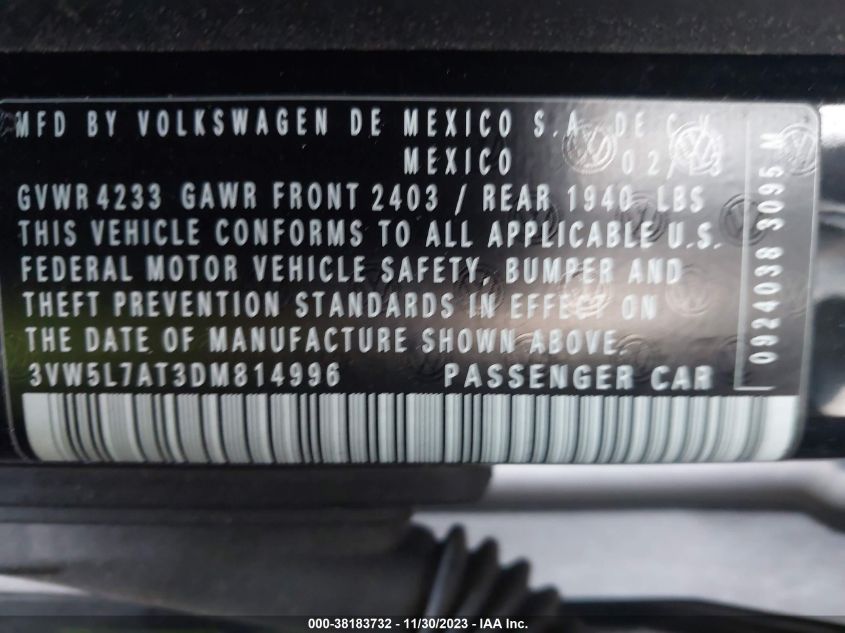 MFD BY VOLKSWAGEN DE MEXICO S.A. DE C.V.
MEXICO 02/13
GVWR 4233 GAWR FRONT 2403 / REAR 1940 LBS
THIS VEHICLE CONFORMS TO ALL APPLICABLE U.S.
FEDERAL MOTOR VEHICLE SAFETY, BUMPER AND
THEFT PREVENTION STANDARDS IN EFFECT ON
THE DATE OF MANUFACTURE SHOWN ABOVE.
3VW5L7AT3DM814996 PASSENGER CAR
0924038 3095 M
000-38183732 - 11/30/2023 - IAA Inc.